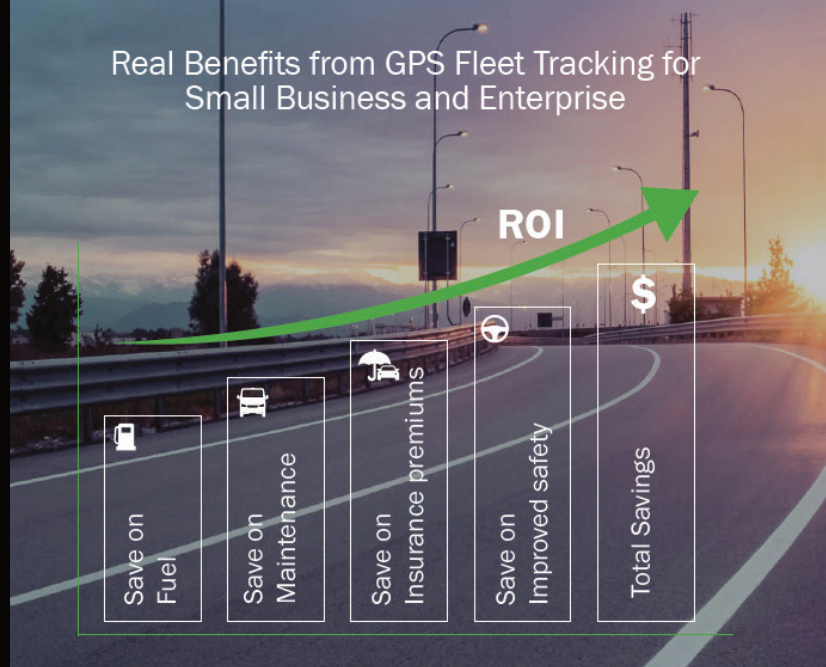 Real Benefits from GPS Fleet Tracking for
Small Business and Enterprise
ROI
$
Save on
Fuel
Save on
Maintenance
Save on
Insurance premiums
Save on
Improved safety
Total Savings